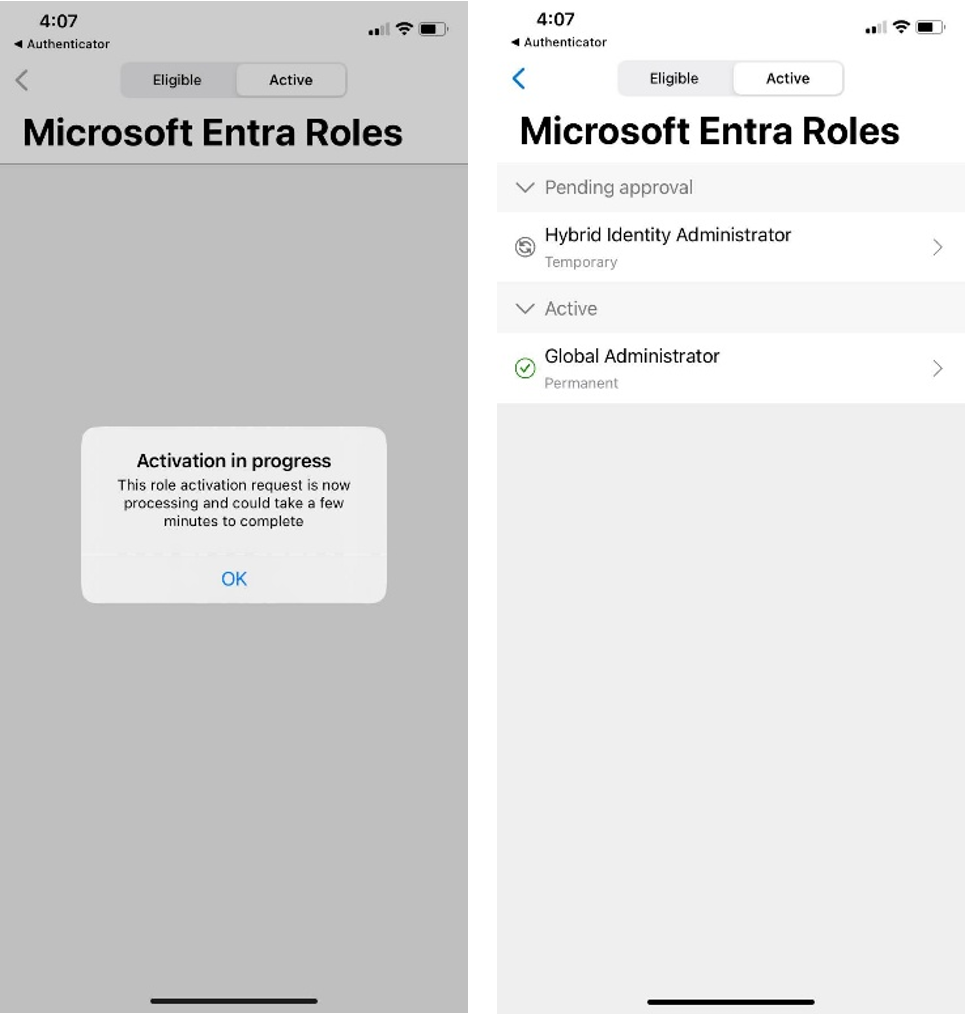 4:07
◀ Authenticator
Eligible
Active
Microsoft Entra Roles
Activation in progress
This role activation request is now
processing and could take a few
minutes to complete
OK
4:07
◀ Authenticator
Eligible
Active
Microsoft Entra Roles
Pending approval
Hybrid Identity Administrator
Temporary
Active
Global Administrator
Permanent